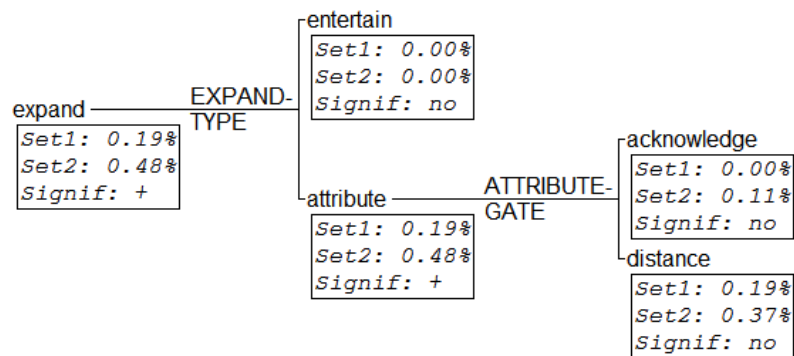 entertain
Set1: 0.00%
Set2: 0.00%
Signif: no
expand
EXPAND-
TYPE
Set1: 0.19%
Set2: 0.48%
Signif: +
attribute
ATTRIBUTE-
GATE
Set1: 0.19%
Set2: 0.48%
Signif: +
acknowledge
Set1: 0.00%
Set2: 0.11%
Signif: no
distance
Set1: 0.19%
Set2: 0.37%
Signif: no